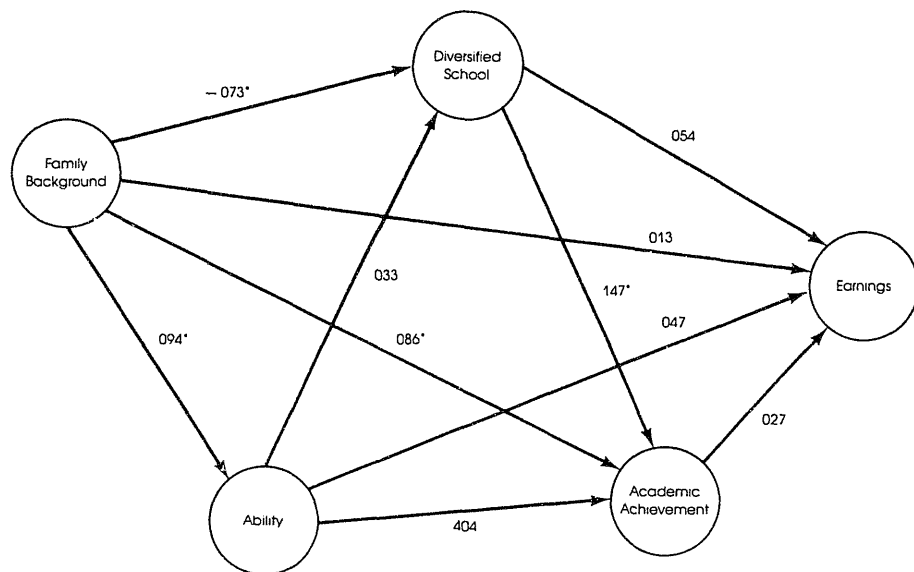 Diversified
School
– 073*
054
Family
Background
013
033
Earnings
147*
047
094*
086*
027
Academic
Achievement
Ability
404